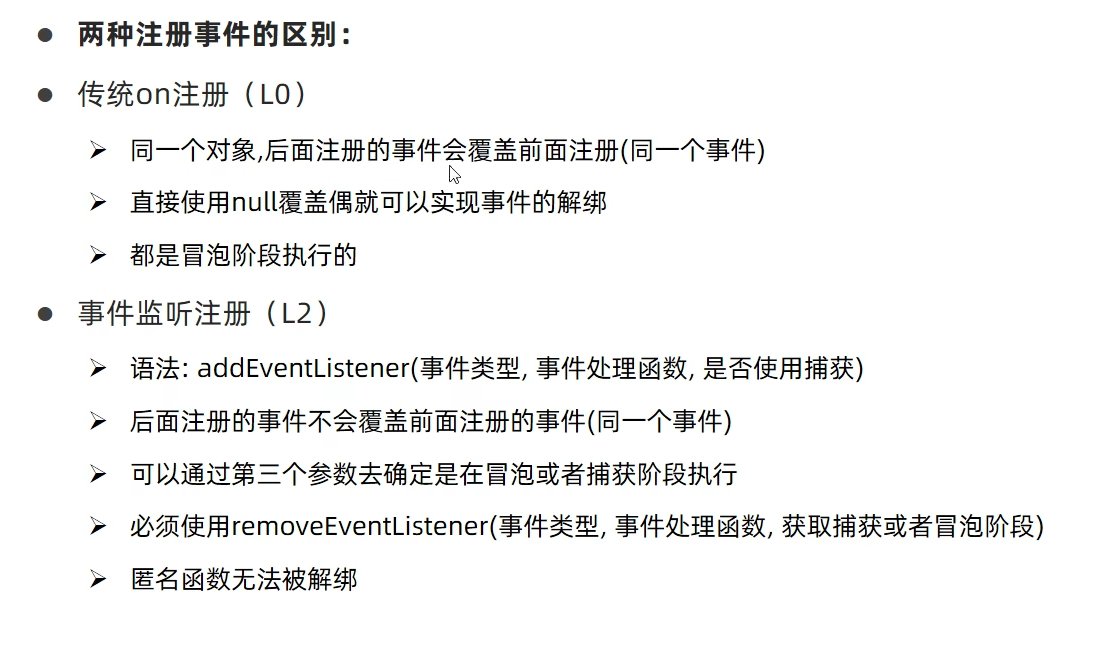 两种注册事件的区别：
传统on注册（L0）
同一个对象,后面注册的事件会覆盖前面注册(同一个事件)
直接使用null覆盖偶就可以实现事件的解绑
都是冒泡阶段执行的
事件监听注册（L2）
语法: addEventListener(事件类型, 事件处理函数, 是否使用捕获)
后面注册的事件不会覆盖前面注册的事件(同一个事件)
可以通过第三个参数去确定是在冒泡或者捕获阶段执行
必须使用removeEventListener(事件类型, 事件处理函数, 获取捕获或者冒泡阶段)
匿名函数无法被解绑